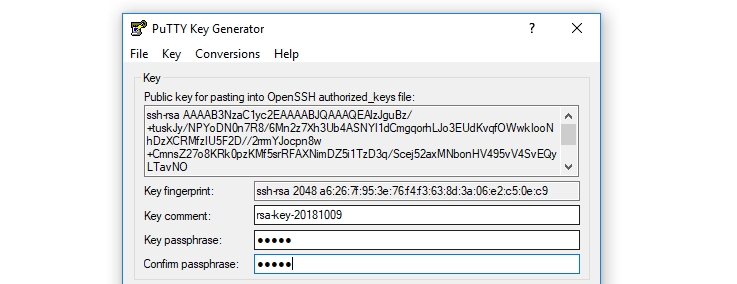 PuTTY Key Generator
File Key Conversions Help
Key
Public key for pasting into OpenSSH authorized_keys file:
ssh-rsa AAAAB3NzaC1yc2EAAAABJQAAAQEAlzJguBz/
+tuskJy/NPYoDN0n7R8/6Mn2z7Xh3Ub4ASNYI1dCmgqorhLJo3EUdKvqfOWwkIooN
hDzXCRMfzIU5F2D//2rrmYJocpn8w
+CmnsZ27o8KRk0pzKMf5srRFAXNimDZ5i1TzD3q/Scej52axMNbonHV495vV4SvEQy
LTavNO
Key fingerprint: ssh-rsa 2048 a6:26:7f:95:3e:76:f4:f3:63:8d:3a:06:e2:c5:0e:c9
Key comment: rsa-key-20181009
Key passphrase: ●●●●●
Confirm passphrase: ●●●●●